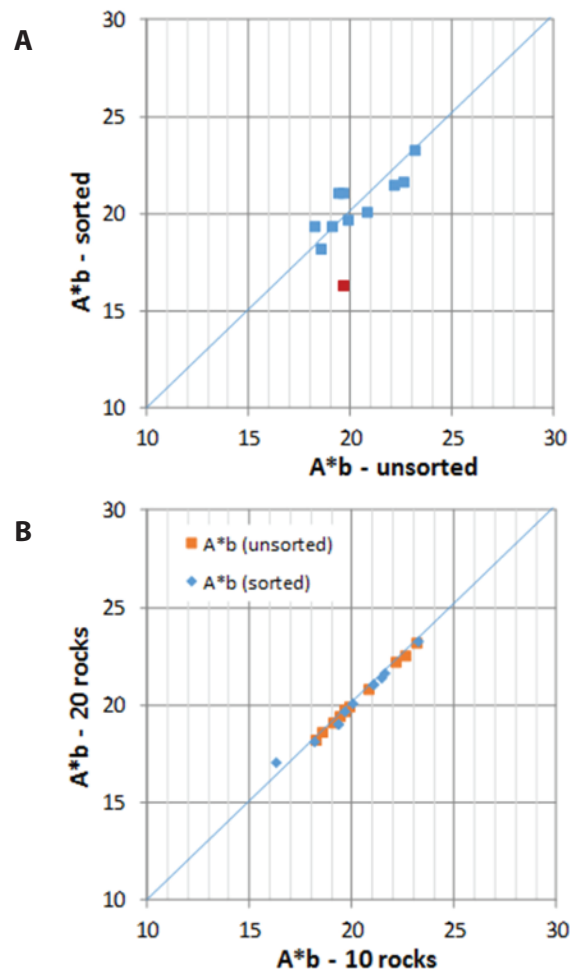 A
30
25
20
15
10
A*b - sorted
10 15 20 25 30
A*b - unsorted
B
30
25
20
15
10
A*b - 20 rocks
A*b (unsorted)
A*b (sorted)
10 15 20 25 30
A*b - 10 rocks